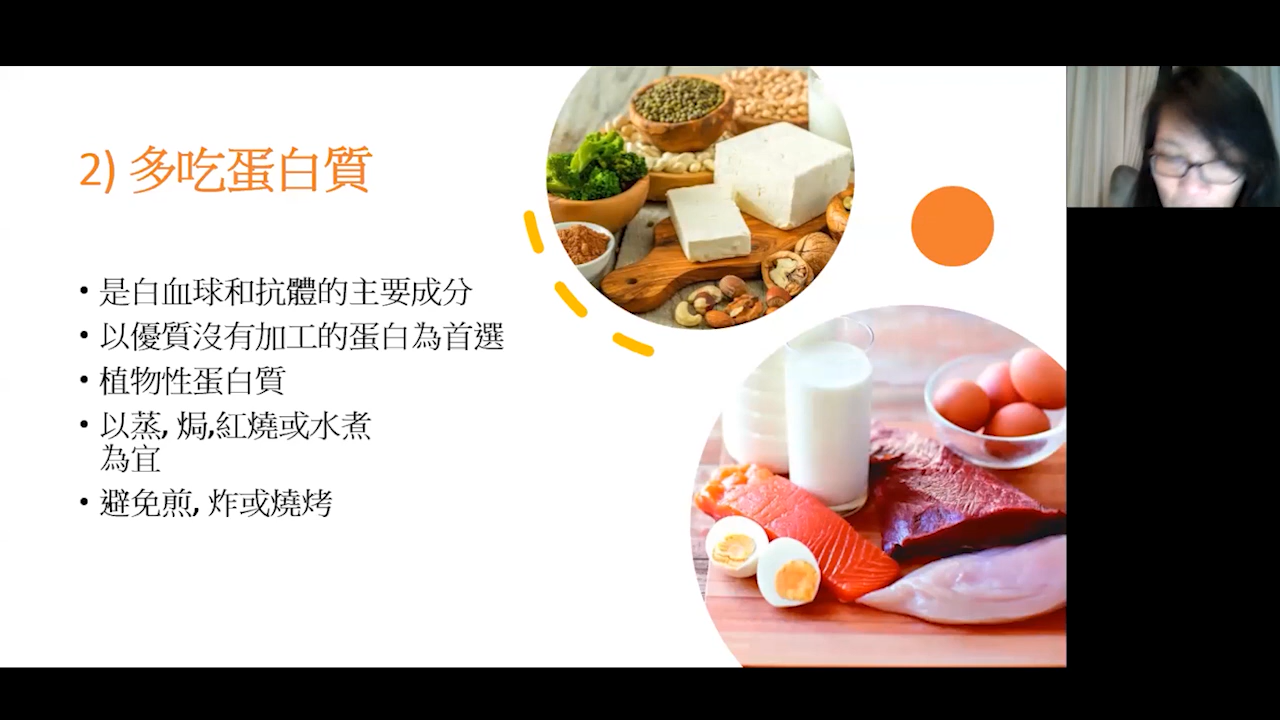 2) 多吃蛋白質
• 是白血球和抗體的主要成分
• 以優質沒有加工的蛋白為首選
• 植物性蛋白質
• 以蒸, 焗,紅燒或水煮
為宜
• 避免煎, 炸或燒烤